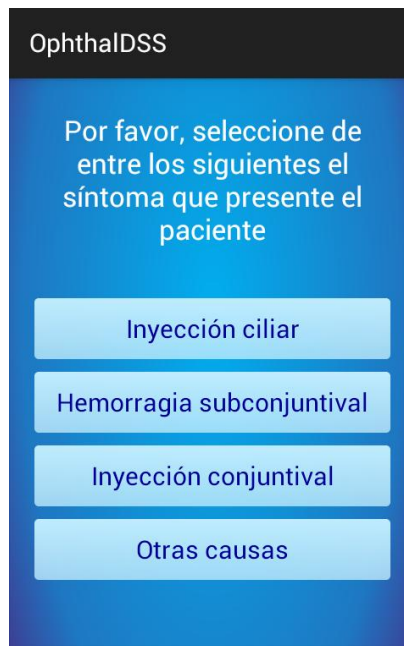 OphthalDSS
Por favor, seleccione de
entre los siguientes el
síntoma que presente el
paciente
Inyección ciliar
Hemorragia subconjuntival
Inyección conjuntival
Otras causas